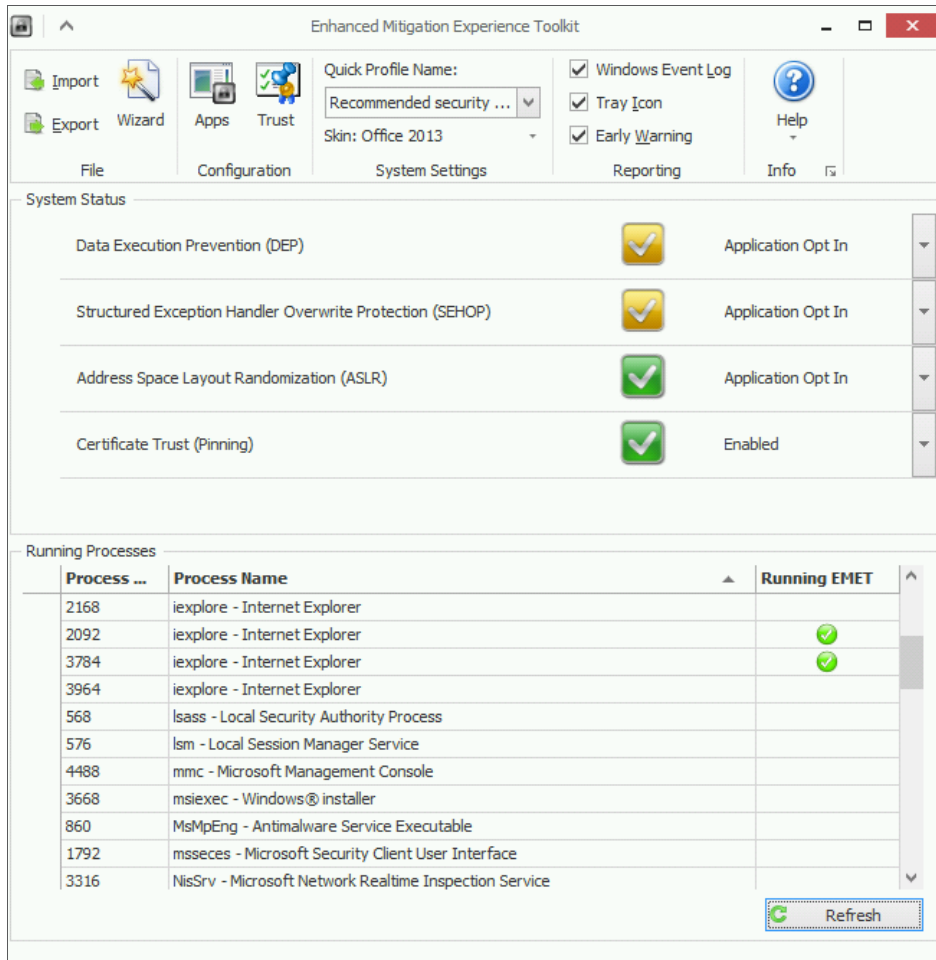 Enhanced Mitigation Experience Toolkit
Import
Export
Wizard
File
Apps
Trust
Configuration
Quick Profile Name:
Recommended security ...
Skin: Office 2013
System Settings
Windows Event Log
Tray Icon
Early Warning
Reporting
Help
Info
System Status
Data Execution Prevention (DEP) Application Opt In
Structured Exception Handler Overwrite Protection (SEHOP) Application Opt In
Address Space Layout Randomization (ASLR) Application Opt In
Certificate Trust (Pinning) Enabled
Running Processes
Process ... Process Name Running EMET
2168 iexplore - Internet Explorer
2092 iexplore - Internet Explorer
3784 iexplore - Internet Explorer
3964 iexplore - Internet Explorer
568 lsass - Local Security Authority Process
576 lsm - Local Session Manager Service
4488 mmc - Microsoft Management Console
3668 msiexec - Windows® installer
860 MsMpEng - Antimalware Service Executable
1792 msseces - Microsoft Security Client User Interface
3316 NisSrv - Microsoft Network Realtime Inspection Service
Refresh